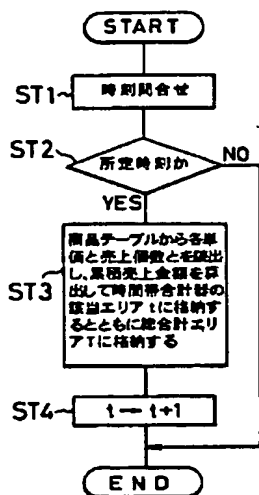 START
ST1
時刻問合せ
ST2
所定時刻か
NO
YES
ST3
商品テーブルから各単
価と売上個数とを読出
し、累積売上金額を算
出して時間帯合計器の
該当エリアtに格納す
るとともに総合計エリ
アTに格納する
ST4
t→t+1
END